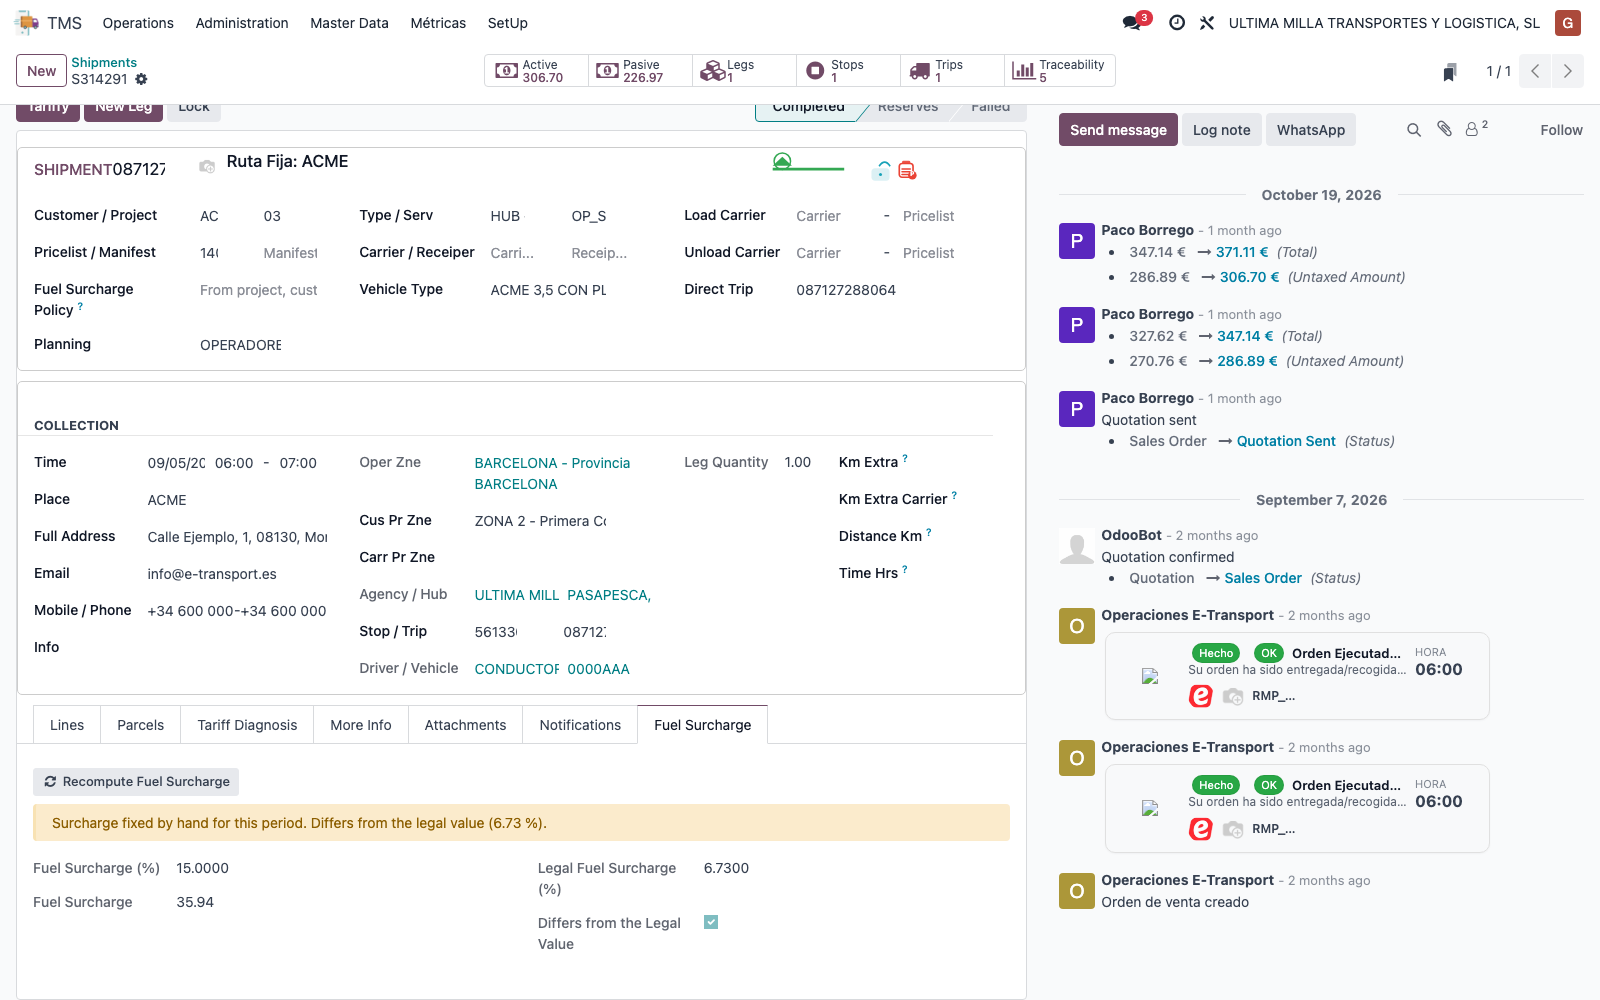 TMS Operations Administration Master Data Métricas SetUp 3 ULTIMA MILLA TRANSPORTES Y LOGISTICA, SL G
New Shipments S314291
Active 306.70 Pasive 226.97 Legs 1 Stops 1 Trips 1 Traceability 5
1 / 1
Tariff New Leg Lock Completed Reserves Failed
SHIPMENT 087127 Ruta Fija: ACME
Customer / Project AC 03 Type / Serv HUB OP_S Load Carrier Carrier - Pricelist
Pricelist / Manifest 140 Manifest Carrier / Receiper Carri... Receip... Unload Carrier Carrier - Pricelist
Fuel Surcharge Policy ? From project, cust Vehicle Type ACME 3,5 CON PL Direct Trip 087127288064
Planning OPERADORE
COLLECTION
Time 09/05/20 06:00 - 07:00
Place ACME
Full Address Calle Ejemplo, 1, 08130, Mor
Email info@e-transport.es
Mobile / Phone +34 600 000-+34 600 000
Info
Oper Zne BARCELONA - Provincia
BARCELONA
Cus Pr Zne ZONA 2 - Primera Co
Carr Pr Zne
Agency / Hub ULTIMA MILL PASAPESCA,
Stop / Trip 56133 087127
Driver / Vehicle CONDUCTOR 0000AAA
Leg Quantity 1.00
Km Extra ?
Km Extra Carrier ?
Distance Km ?
Time Hrs ?
Lines Parcels Tariff Diagnosis More Info Attachments Notifications Fuel Surcharge
Recompute Fuel Surcharge
Surcharge fixed by hand for this period. Differs from the legal value (6.73 %).
Fuel Surcharge (%) 15.0000
Fuel Surcharge 35.94
Legal Fuel Surcharge (%) 6.7300
Differs from the Legal Value
Send message Log note WhatsApp 2 Follow
October 19, 2026
P Paco Borrego - 1 month ago
347.14 € → 371.11 € (Total)
286.89 € → 306.70 € (Untaxed Amount)
P Paco Borrego - 1 month ago
327.62 € → 347.14 € (Total)
270.76 € → 286.89 € (Untaxed Amount)
P Paco Borrego - 1 month ago
Quotation sent
Sales Order → Quotation Sent (Status)
September 7, 2026
OdooBot - 2 months ago
Quotation confirmed
Quotation → Sales Order (Status)
O Operaciones E-Transport - 2 months ago
Hecho OK Orden Ejecutad... HORA
Su orden ha sido entregada/recogida... 06:00
RMP_...
O Operaciones E-Transport - 2 months ago
Hecho OK Orden Ejecutad... HORA
Su orden ha sido entregada/recogida... 06:00
RMP_...
O Operaciones E-Transport - 2 months ago
Orden de venta creado